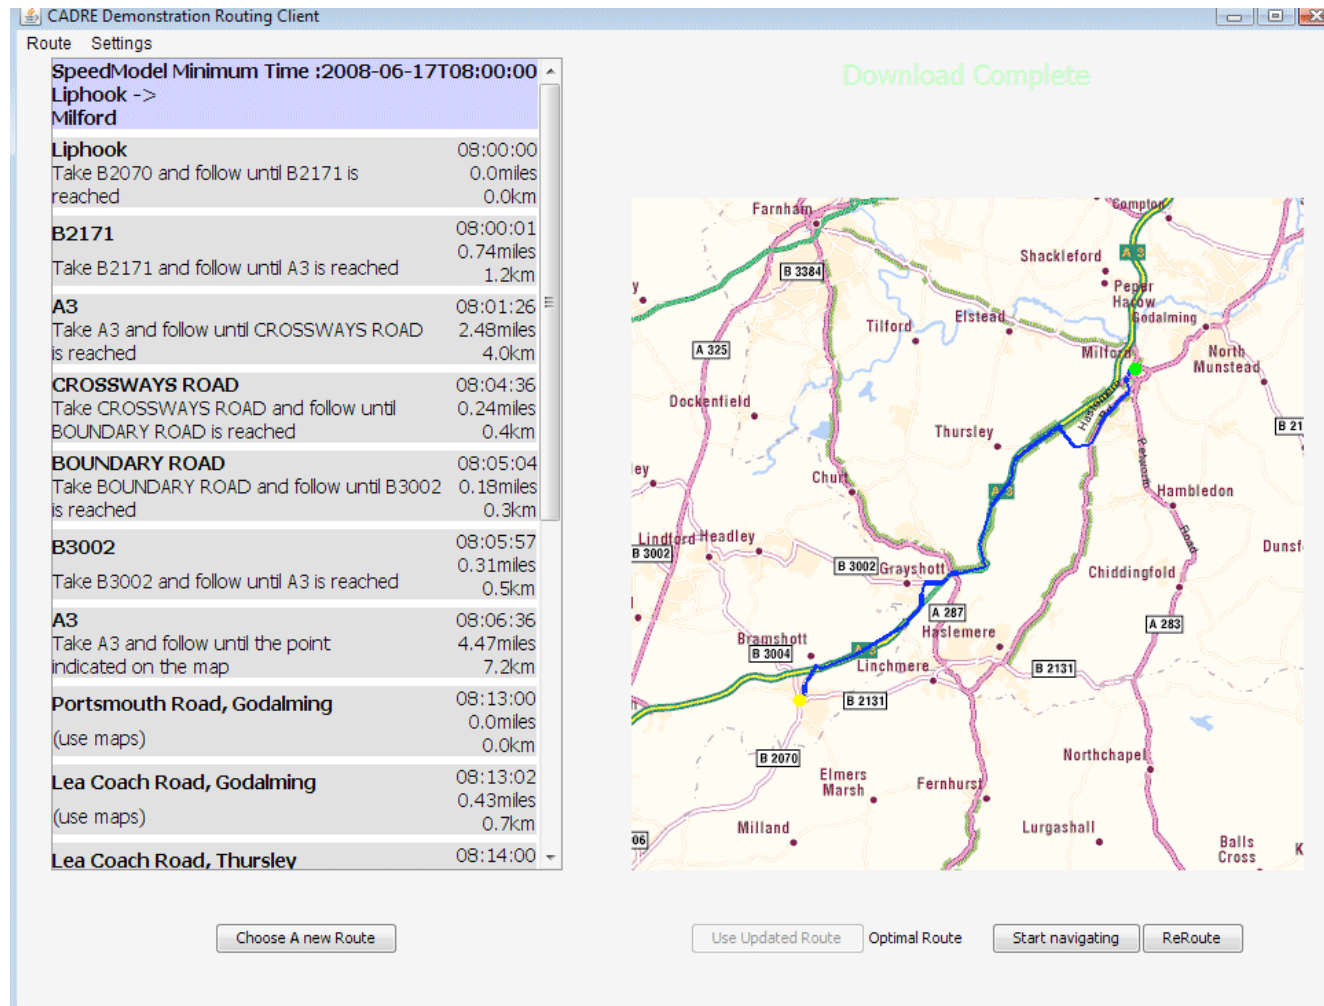 CADRE Demonstration Routing Client
Route Settings
SpeedModel Minimum Time :2008-06-17T08:00:00
Liphook ->
Milford
Liphook 08:00:00
Take B2070 and follow until B2171 is 0.0miles
reached 0.0km
B2171 08:00:01
0.74miles
Take B2171 and follow until A3 is reached 1.2km
A3 08:01:26
Take A3 and follow until CROSSWAYS ROAD 2.48miles
is reached 4.0km
CROSSWAYS ROAD 08:04:36
Take CROSSWAYS ROAD and follow until 0.24miles
BOUNDARY ROAD is reached 0.4km
BOUNDARY ROAD 08:05:04
Take BOUNDARY ROAD and follow until B3002 0.18miles
is reached 0.3km
B3002 08:05:57
0.31miles
Take B3002 and follow until A3 is reached 0.5km
A3 08:06:36
Take A3 and follow until the point 4.47miles
indicated on the map 7.2km
Portsmouth Road, Godalming 08:13:00
0.0miles
(use maps) 0.0km
Lea Coach Road, Godalming 08:13:02
0.43miles
(use maps) 0.7km
Lea Coach Road, Thursley 08:14:00
Download Complete
Farnham
Compton
B 3384
Shackleford
A 3
Peper
Harow
y
Tilford
Elstead
Godalming
A 325
Milford
North
Munstead
Haslemere
Rd
Dockenfield
B 21
Thursley
Petworth
Road
ley
Churt
A 3
Hambledon
Lindford
Headley
B 3002
Dunsf
B 3002
Grayshott
Chiddingfold
A 287
A 283
Haslemere
Bramshott
B 3004
A 3
Linchmere
B 2131
B 2131
B 2070
Northchapel
Elmers
Marsh
Fernhurst
Milland
Lurgashall
06
Balls
Cross
K
Choose A new Route
Use Updated Route Optimal Route Start navigating ReRoute